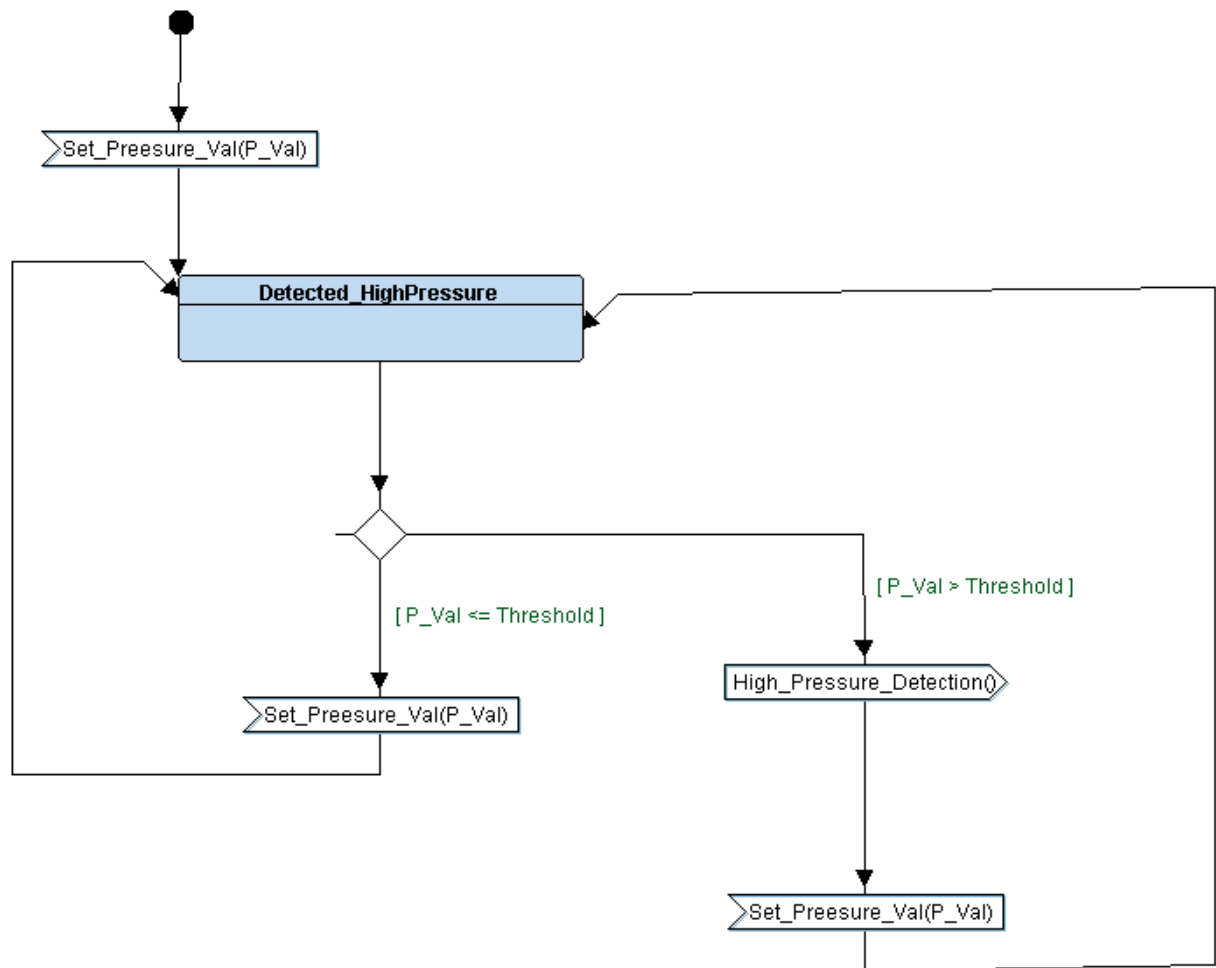 Set_Preesure_Val(P_Val)
Detected_HighPressure
[ P_Val > Threshold ]
[ P_Val <= Threshold ]
High_Pressure_Detection()
Set_Preesure_Val(P_Val)
Set_Preesure_Val(P_Val)